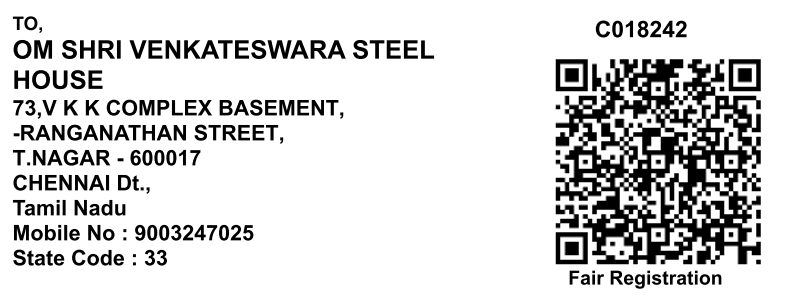 TO,
OM SHRI VENKATESWARA STEEL
HOUSE
73,V K K COMPLEX BASEMENT,
-RANGANATHAN STREET,
T.NAGAR - 600017
CHENNAI Dt.,
Tamil Nadu
Mobile No : 9003247025
State Code : 33
C018242
Fair Registration